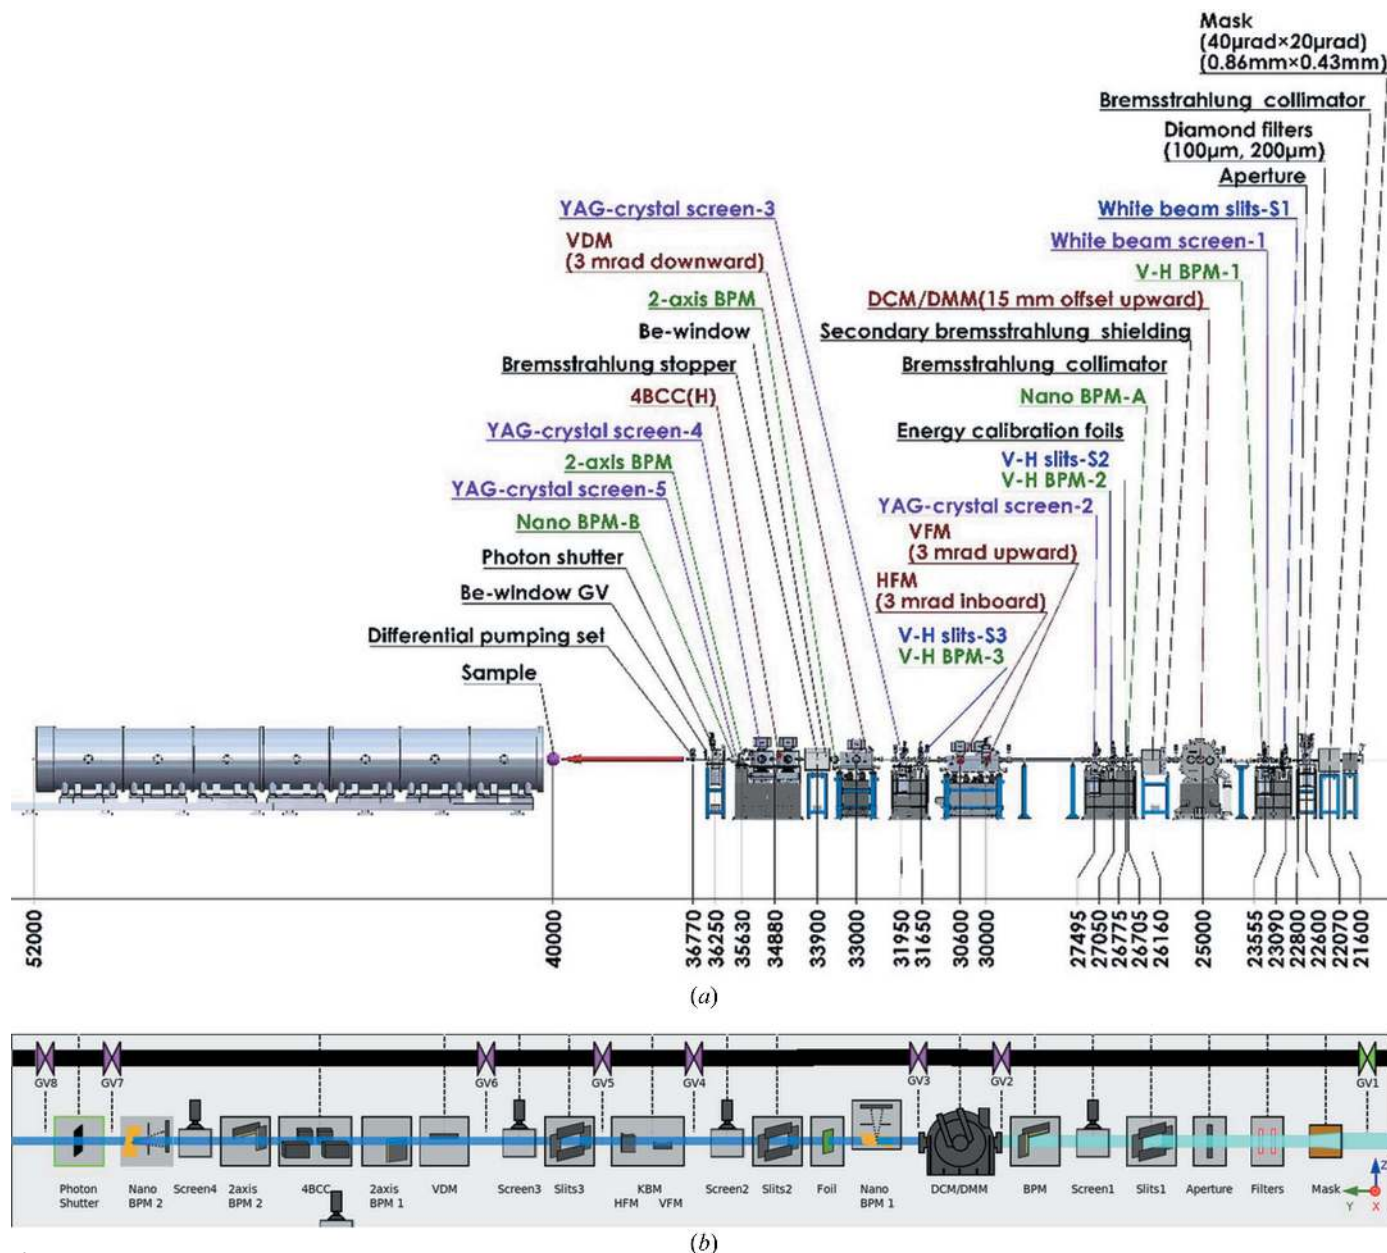 Mask
(40μrad×20μrad)
(0.86mm×0.43mm)
Bremsstrahlung collimator
Diamond filters
(100μm, 200μm)
Aperture
YAG-crystal screen-3
White beam slits-S1
VDM
(3 mrad downward)
White beam screen-1
V-H BPM-1
2-axis BPM
DCM/DMM(15 mm offset upward)
Be-window
Secondary bremsstrahlung shielding
Bremsstrahlung stopper
Bremsstrahlung collimator
4BCC(H)
Nano BPM-A
YAG-crystal screen-4
Energy calibration foils
2-axis BPM
V-H slits-S2
V-H BPM-2
YAG-crystal screen-5
YAG-crystal screen-2
Nano BPM-B
VFM
(3 mrad upward)
Photon shutter
HFM
(3 mrad inboard)
Be-window GV
Differential pumping set
V-H slits-S3
V-H BPM-3
Sample
52000
40000
36770
36250
35630
34880
33900
33000
31950
31650
30600
30000
27495
27050
26775
26705
26160
25000
23555
23090
22800
22600
22070
21600
(a)
GV8
GV7
GV6
GV5
GV4
GV3
GV2
GV1
Photon
Shutter
Nano
BPM 2
Screen4
2axis
BPM 2
4BCC
2axis
BPM 1
VDM
Screen3
Slits3
KBM
HFM VFM
Screen2
Slits2
Foil
Nano
BPM 1
DCM/DMM
BPM
Screen1
Slits1
Aperture
Filters
Mask
Z
Y
X
(b)